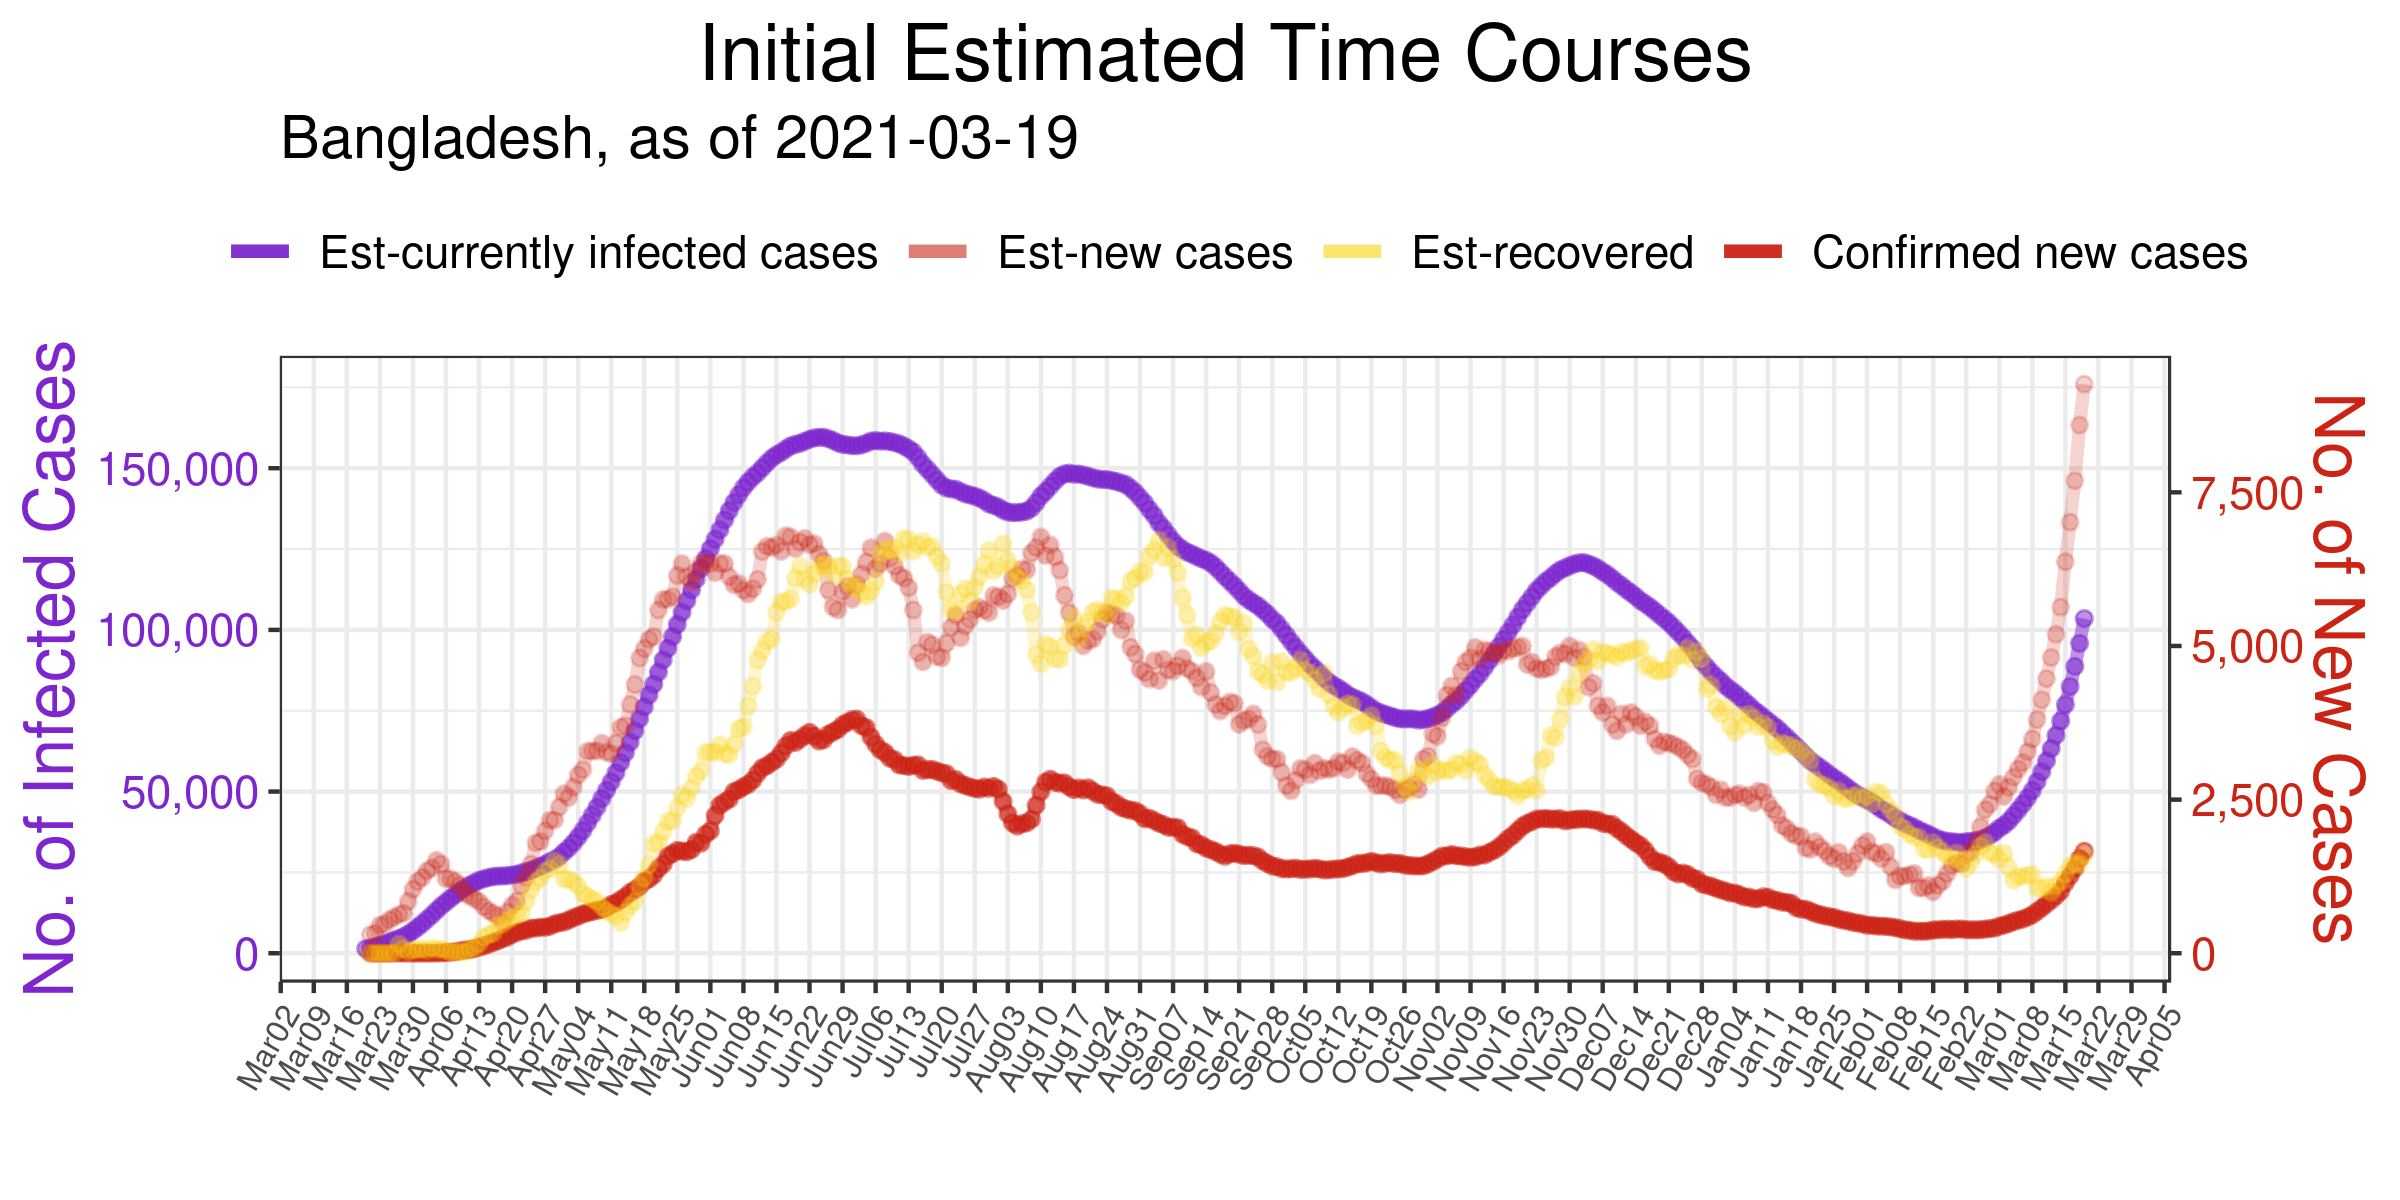 Initial Estimated Time Courses
Bangladesh, as of 2021-03-19
Est-currently infected cases Est-new cases Est-recovered Confirmed new cases
No. of Infected Cases
150,000
100,000
50,000
0
7,500
5,000
2,500
0
No. of New Cases
Mar02 Mar09 Mar16 Mar23 Mar30 Apr06 Apr13 Apr20 Apr27 May04 May11 May18 May25 Jun01 Jun08 Jun15 Jun22 Jun29 Jul06 Jul13 Jul20 Jul27 Aug03 Aug10 Aug17 Aug24 Aug31 Sep07 Sep14 Sep21 Sep28 Oct05 Oct12 Oct19 Oct26 Nov02 Nov09 Nov16 Nov23 Nov30 Dec07 Dec14 Dec21 Dec28 Jan04 Jan11 Jan18 Jan25 Feb01 Feb08 Feb15 Feb22 Mar01 Mar08 Mar15 Mar22 Mar29 Apr05